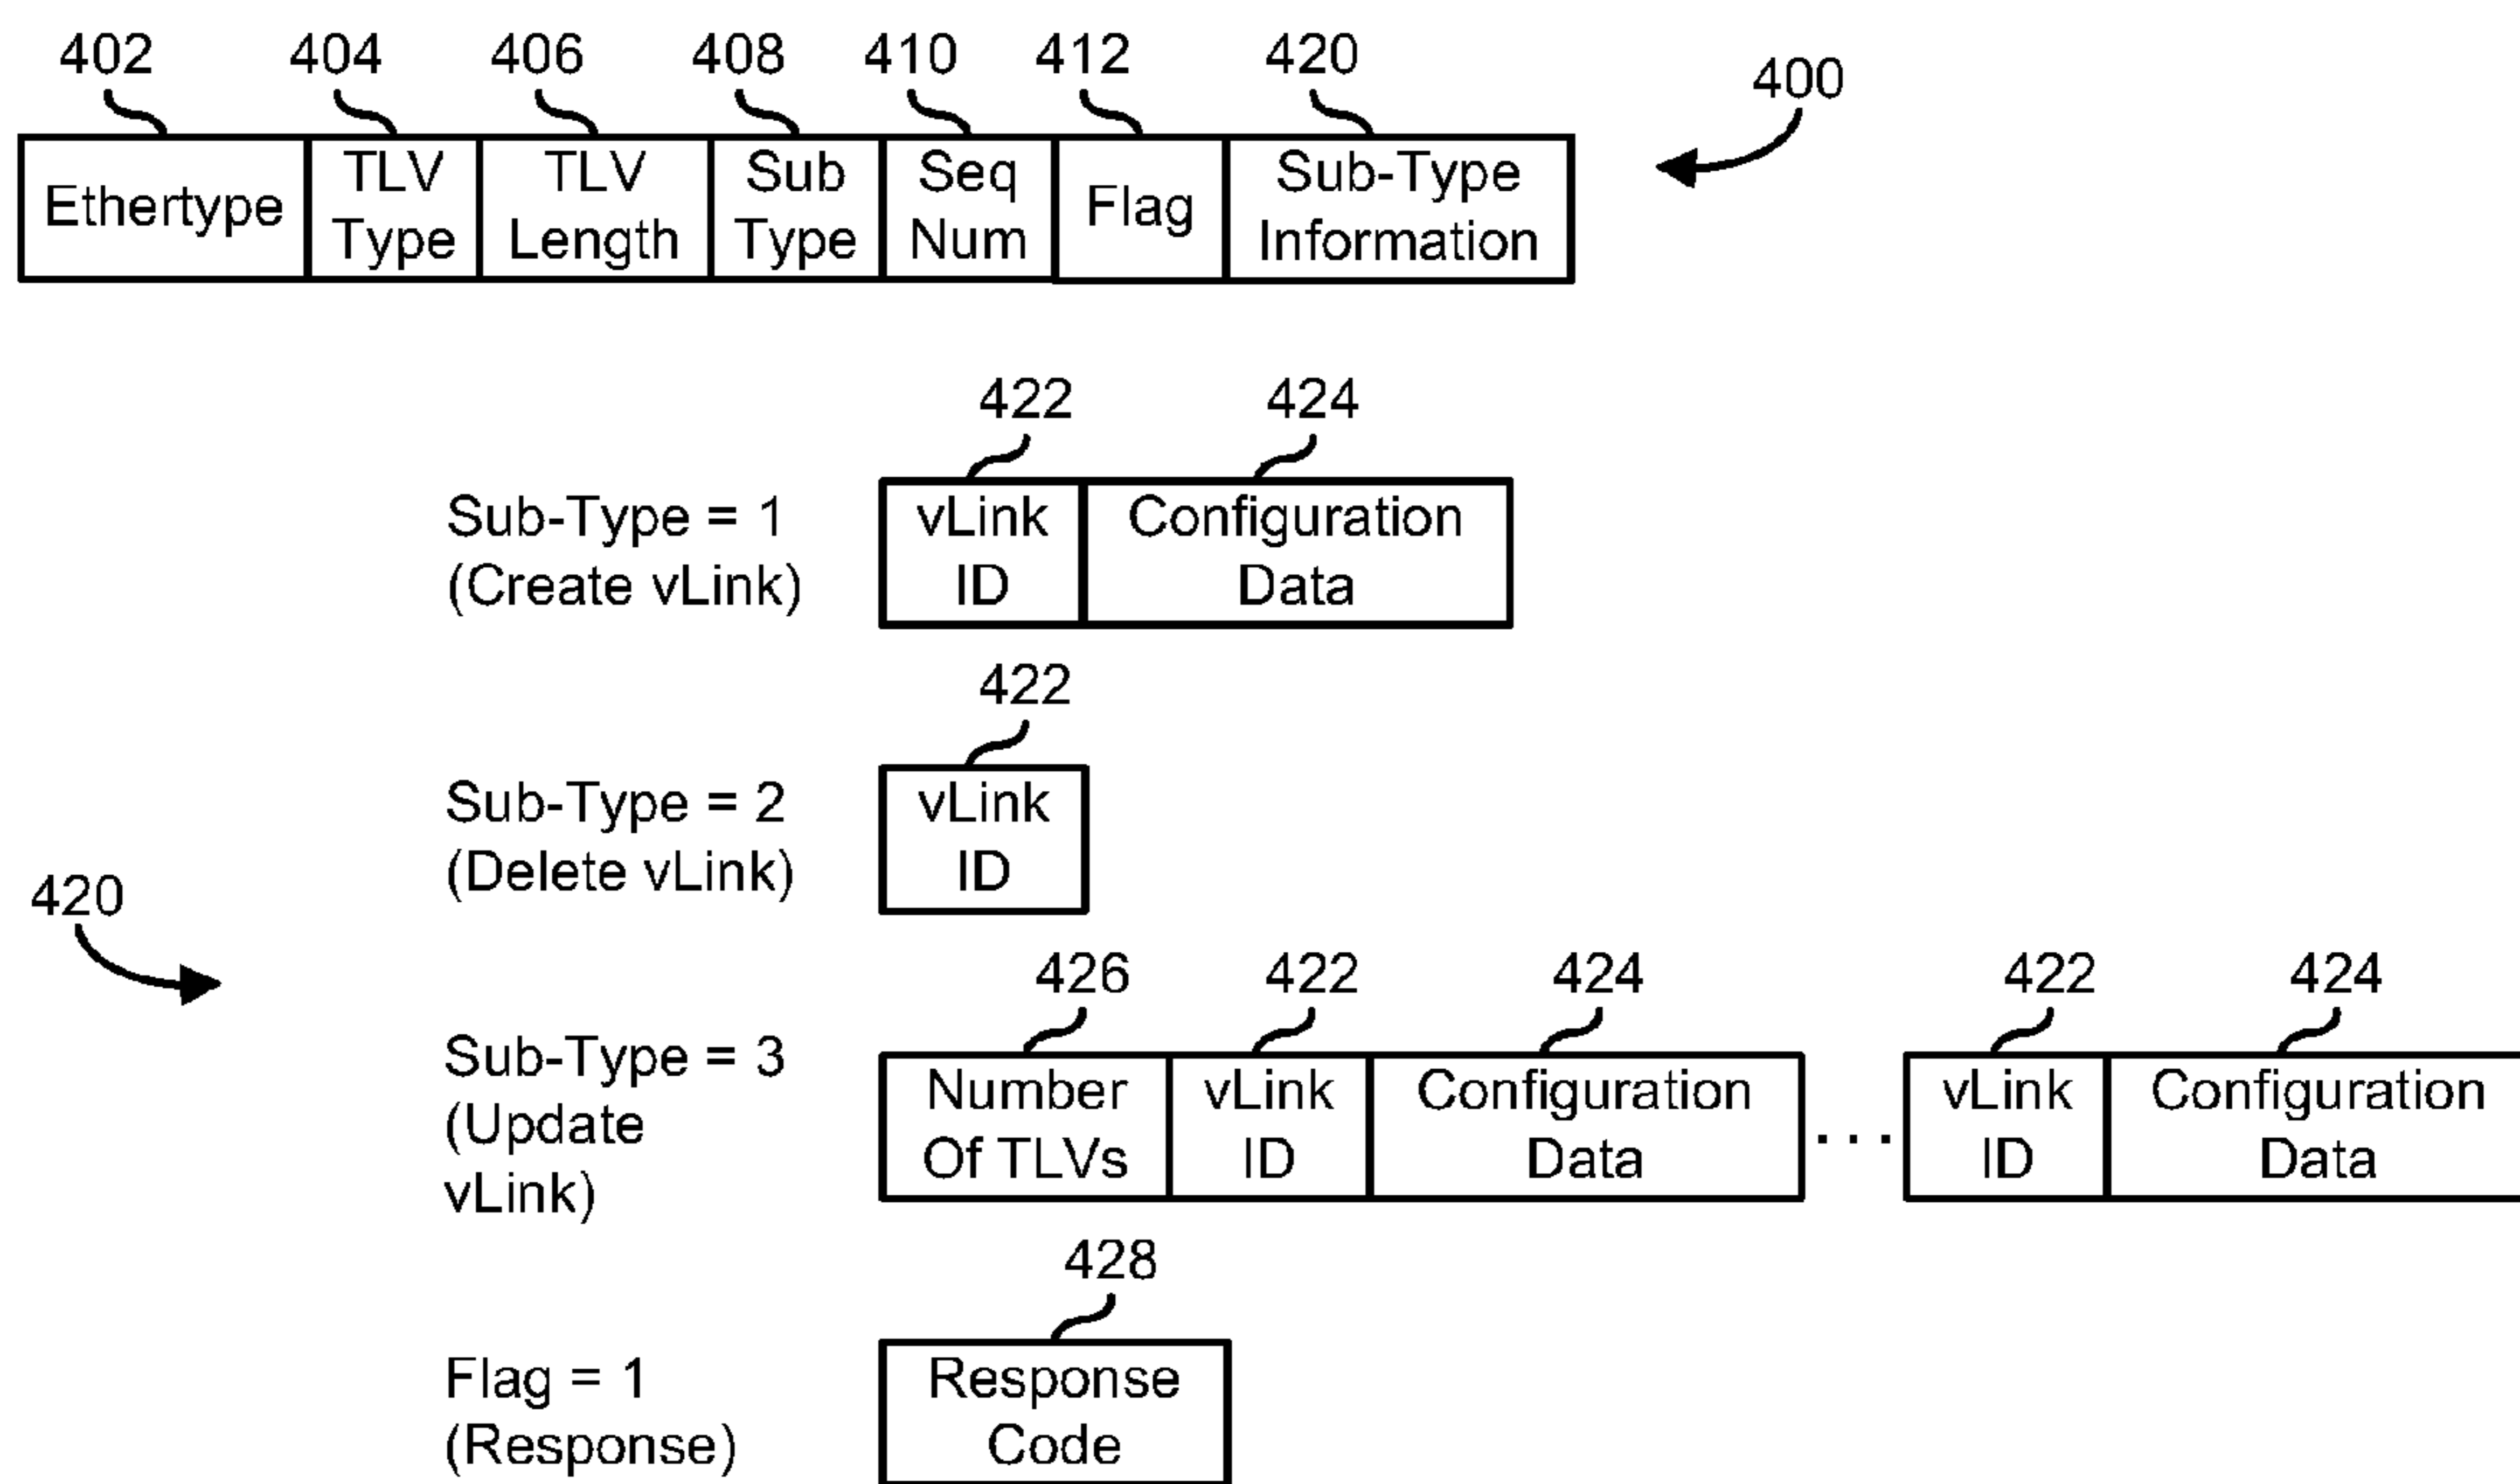 402 404 406 408 410 412 420 400
Ethertype TLV Type TLV Length Sub Type Seq Num Flag Sub-Type Information
422 424
Sub-Type = 1
(Create vLink)
vLink ID Configuration Data
422
Sub-Type = 2
(Delete vLink)
vLink ID
420
426 422 424 422 424
Sub-Type = 3
(Update
vLink)
Number Of TLVs vLink ID Configuration Data ... vLink ID Configuration Data
428
Flag = 1
(Response)
Response Code